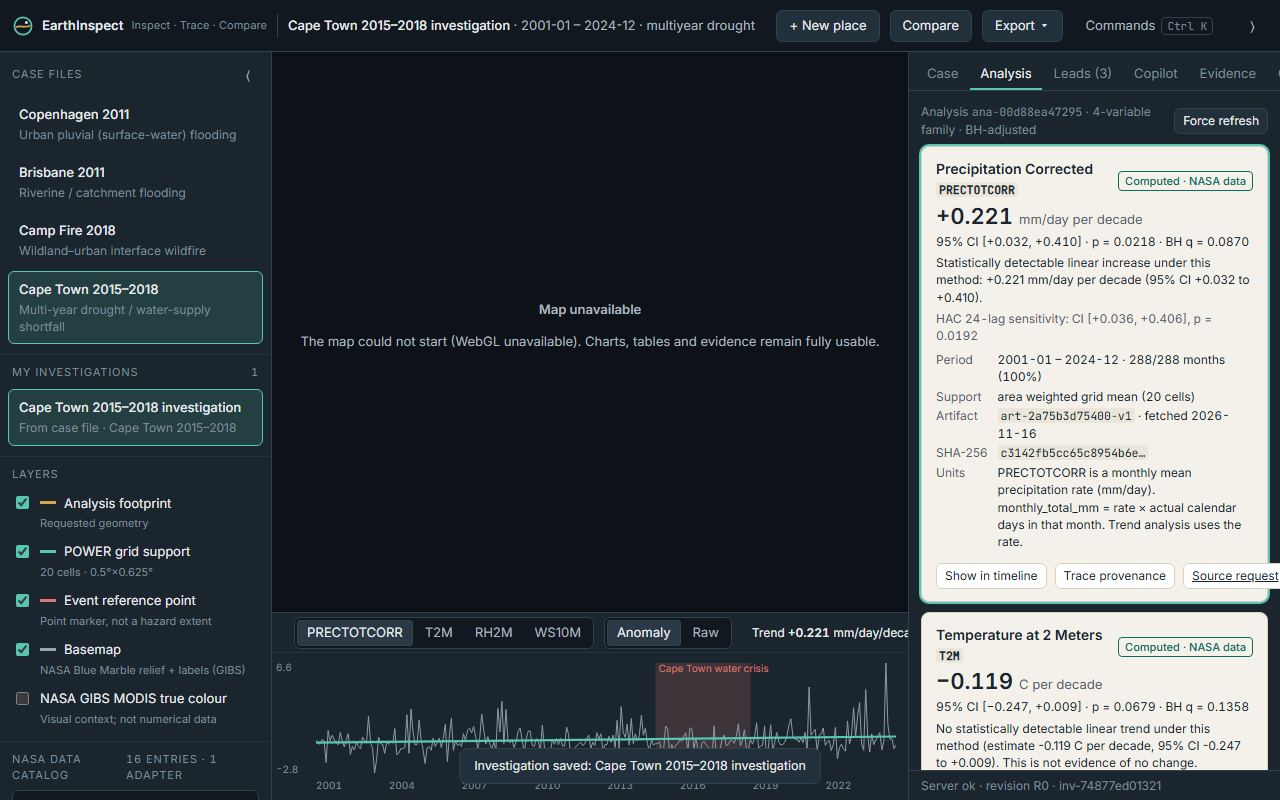 EarthInspect Inspect · Trace · Compare
Cape Town 2015–2018 investigation · 2001-01 – 2024-12 · multiyear drought
+ New place
Compare
Export
Commands Ctrl K
CASE FILES
Copenhagen 2011
Urban pluvial (surface-water) flooding
Brisbane 2011
Riverine / catchment flooding
Camp Fire 2018
Wildland–urban interface wildfire
Cape Town 2015–2018
Multi-year drought / water-supply
shortfall
MY INVESTIGATIONS 1
Cape Town 2015–2018 investigation
From case file · Cape Town 2015–2018
LAYERS
Analysis footprint
Requested geometry
POWER grid support
20 cells · 0.5°×0.625°
Event reference point
Point marker, not a hazard extent
Basemap
NASA Blue Marble relief + labels (GIBS)
NASA GIBS MODIS true colour
Visual context; not numerical data
NASA DATA
CATALOG
16 ENTRIES · 1
ADAPTER
Map unavailable
The map could not start (WebGL unavailable). Charts, tables and evidence remain fully usable.
PRECTOTCORR T2M RH2M WS10M
Anomaly Raw
Trend +0.221 mm/day/deca
6.6
Cape Town water crisis
-2.8
2001 2004 2007 2010 2013 2016 2019 2022
Investigation saved: Cape Town 2015–2018 investigation
Case Analysis Leads (3) Copilot Evidence
Analysis ana-00d88ea47295 · 4-variable
family · BH-adjusted
Force refresh
Precipitation Corrected
PRECTOTCORR
Computed · NASA data
+0.221 mm/day per decade
95% CI [+0.032, +0.410] · p = 0.0218 · BH q = 0.0870
Statistically detectable linear increase under this
method: +0.221 mm/day per decade (95% CI +0.032 to
+0.410).
HAC 24-lag sensitivity: CI [+0.036, +0.406], p =
0.0192
Period 2001-01 – 2024-12 · 288/288 months
(100%)
Support area weighted grid mean (20 cells)
Artifact art-2a75b3d75400-v1 · fetched 2026-
11-16
SHA-256 c3142fb5cc65c8954b6e…
Units PRECTOTCORR is a monthly mean
precipitation rate (mm/day).
monthly_total_mm = rate × actual calendar
days in that month. Trend analysis uses the
rate.
Show in timeline
Trace provenance
Source request
Temperature at 2 Meters
T2M
Computed · NASA data
−0.119 C per decade
95% CI [−0.247, +0.009] · p = 0.0679 · BH q = 0.1358
No statistically detectable linear trend under this
method (estimate -0.119 C per decade, 95% CI -0.247
to +0.009). This is not evidence of no change.
Server ok · revision R0 · inv-74877ed01321